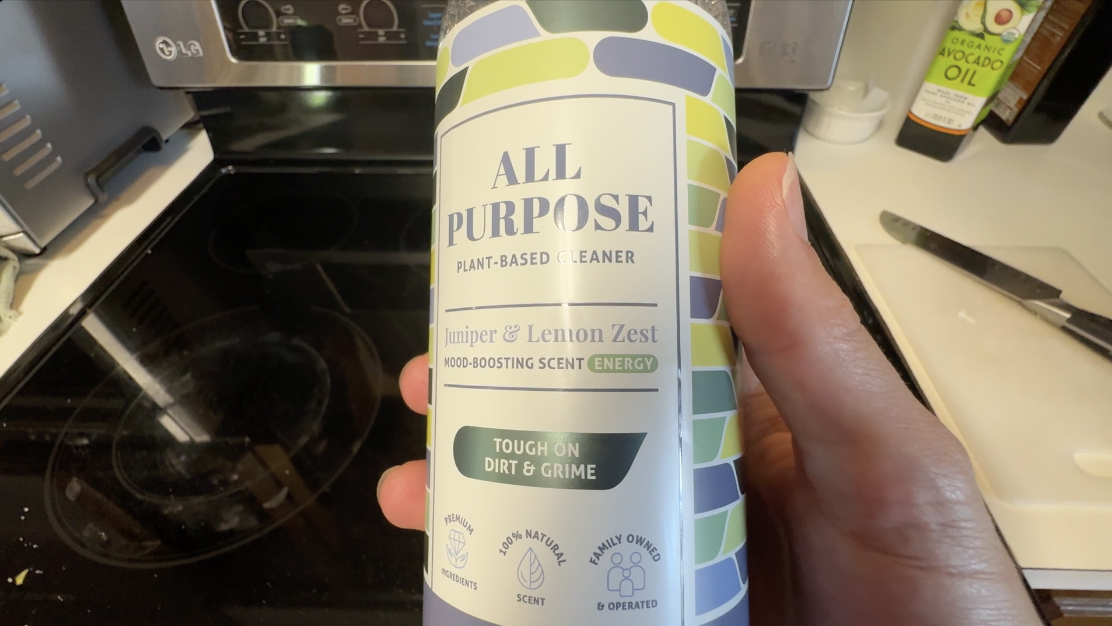 LG
ORGANIC
AVOCADO
OIL
ALL
PURPOSE
PLANT-BASED CLEANER
Juniper & Lemon Zest
MOOD-BOOSTING SCENT ENERGY
TOUGH ON
DIRT & GRIME
PREMIUM
INGREDIENTS
100% NATURAL
SCENT
FAMILY OWNED
& OPERATED